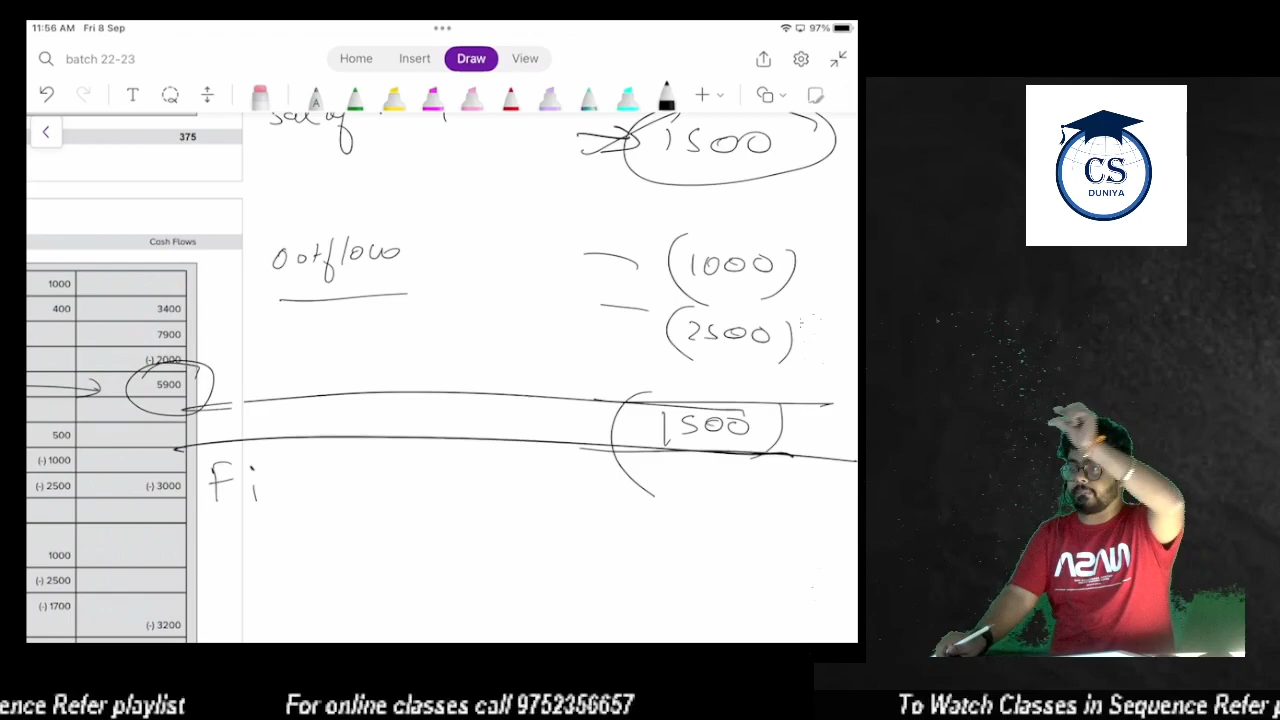 11:56 AM Fri 8 Sep
97%
batch 22-23
Home Insert Draw View
375
1500
Cash Flows
outflow
(1000)
(2500)
1000
400 3400
7900
(-) 2000
5900
1500
500
(-) 1000
(-) 2500 (-) 3000
Fi
1000
(-) 2500
(-) 1700
(-) 3200
CS
DUNIYA
ence Refer playlist
For online classes call 9752356657
To Watch Classes in Sequence Refer p